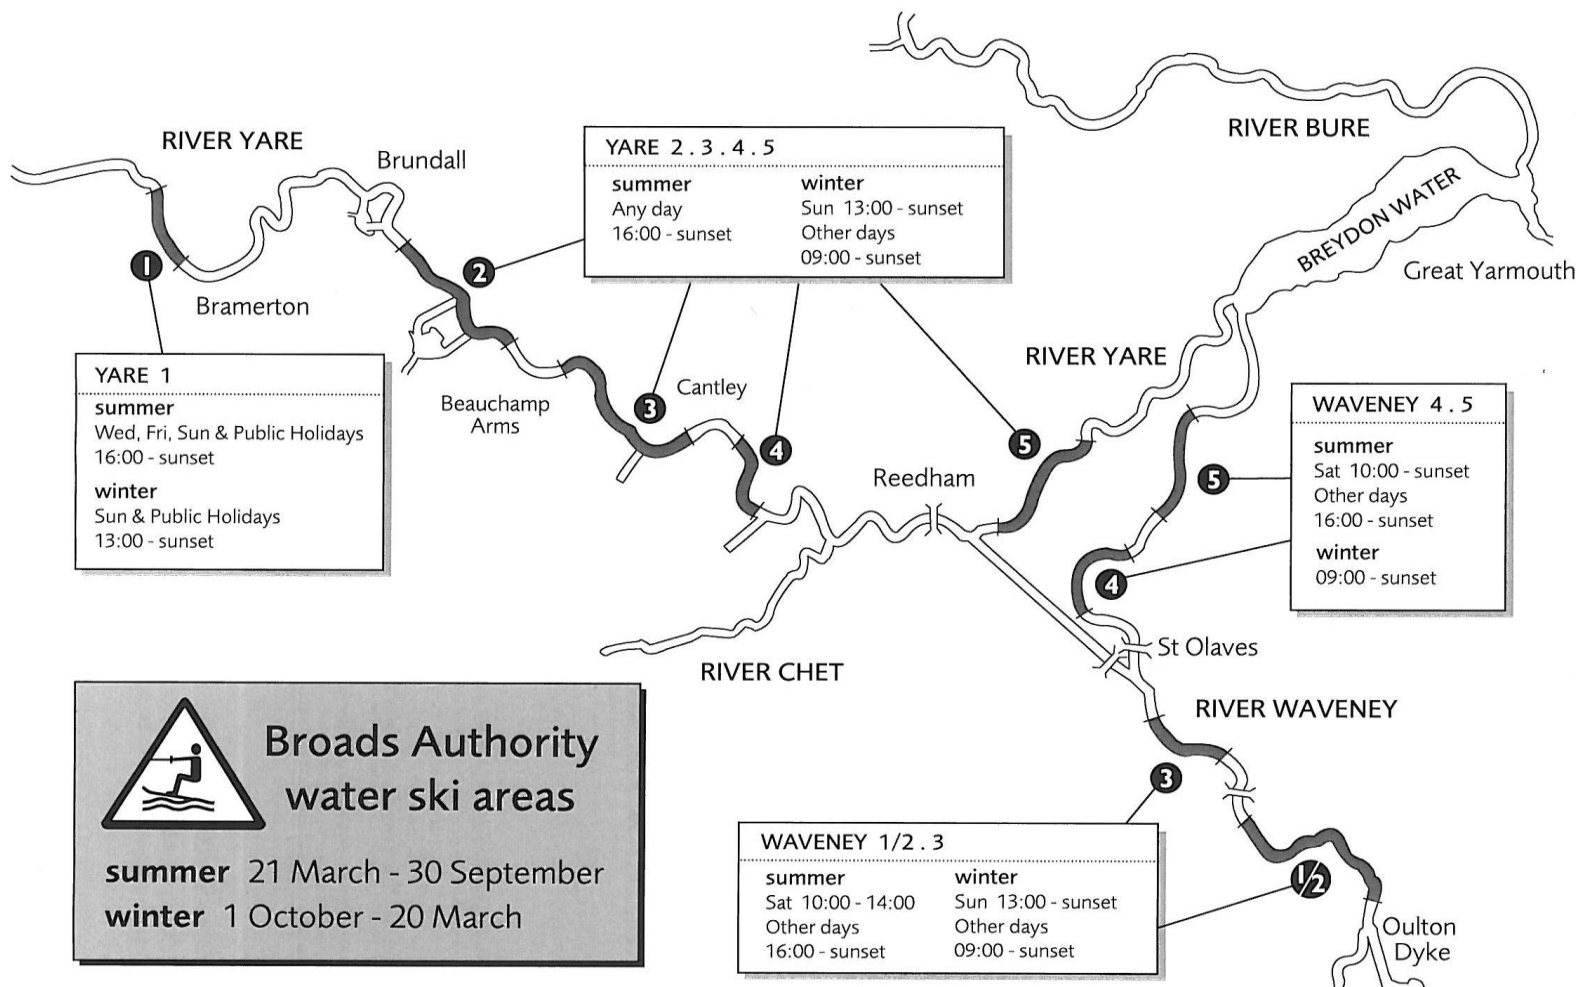 RIVER BURE
RIVER YARE
Brundall
YARE 2 . 3 . 4 . 5
summer
Any day
16:00 - sunset
winter
Sun 13:00 - sunset
Other days
09:00 - sunset
BREYDON WATER
Great Yarmouth
1
2
Bramerton
YARE 1
summer
Wed, Fri, Sun & Public Holidays
16:00 - sunset
winter
Sun & Public Holidays
13:00 - sunset
Beauchamp
Arms
3
Cantley
4
RIVER YARE
5
Reedham
WAVENEY 4 . 5
summer
Sat 10:00 - sunset
Other days
16:00 - sunset
winter
09:00 - sunset
5
4
St Olaves
RIVER CHET
RIVER WAVENEY
3
Broads Authority
water ski areas
summer 21 March - 30 September
winter 1 October - 20 March
WAVENEY 1/2 . 3
summer
Sat 10:00 - 14:00
Other days
16:00 - sunset
winter
Sun 13:00 - sunset
Other days
09:00 - sunset
1/2
Oulton
Dyke